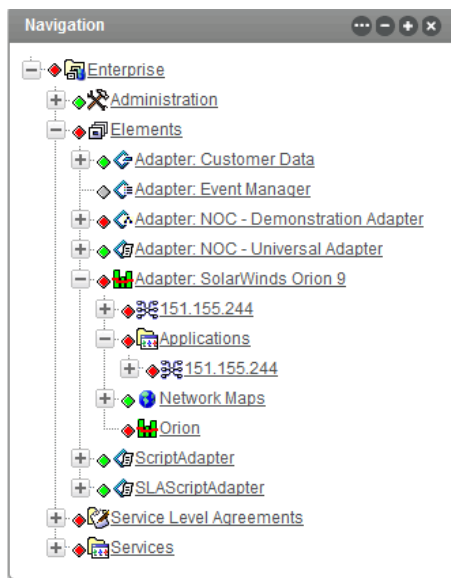 Navigation
Enterprise
Administration
Elements
Adapter: Customer Data
Adapter: Event Manager
Adapter: NOC - Demonstration Adapter
Adapter: NOC - Universal Adapter
Adapter: SolarWinds Orion 9
151.155.244
Applications
151.155.244
Network Maps
Orion
ScriptAdapter
SLAScriptAdapter
Service Level Agreements
Services